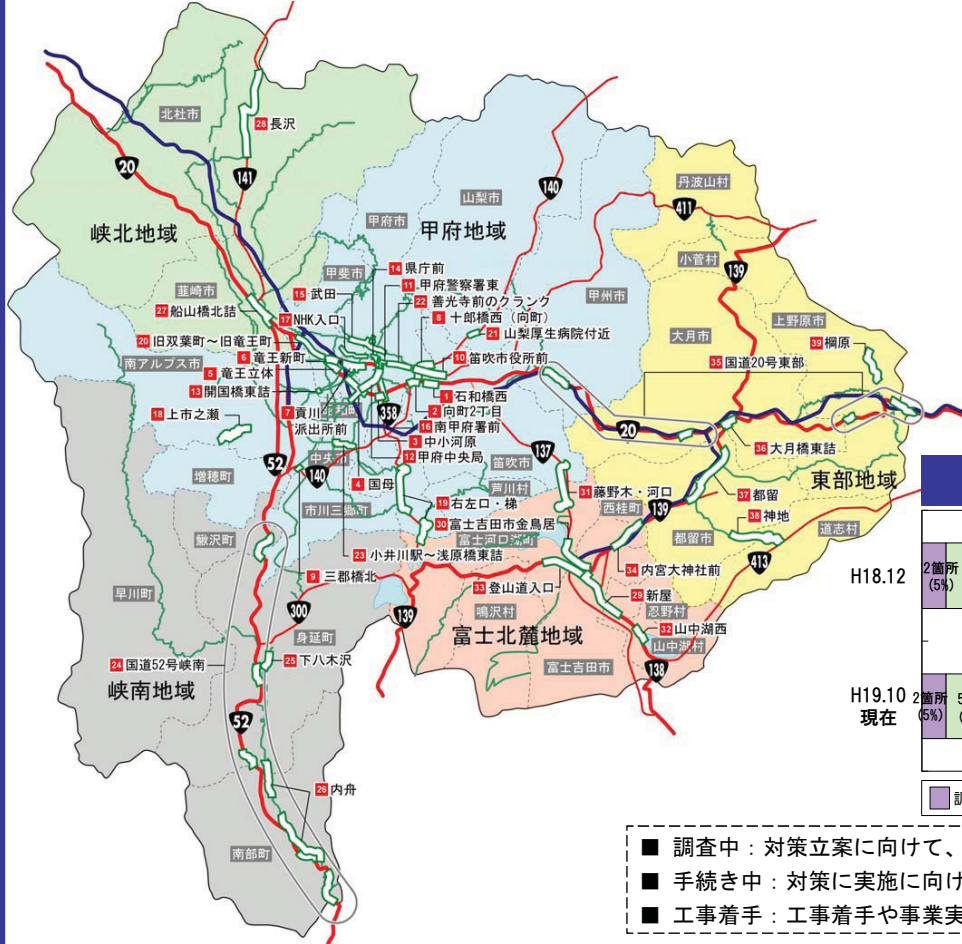 北杜市
28 長沢
20
141
峡北地域
甲府市
山梨市
140
甲府地域
丹波山村
411
小菅村
139
甲斐市
14 県庁前
11 甲府警察署東
22 善光寺前のクランク
8 十郎橋西（向町）
21 山梨厚生病院付近
15 武田
17 NHK入口
甲州市
大月市
上野原市
39 棡原
韮崎市
27 船山橋北詰
20 旧双葉町～旧竜王町
6 竜王新町
南アルプス市
5 竜王立体
13 開国橋東詰
10 笛吹市役所前
35 国道20号東部
1 石和橋西
2 向町2丁目
16 南甲府署前
3 中小河原
12 甲府中央局
358
18 上市之瀬
7 貢川
派出所前
昭和町
20
36 大月橋東詰
52
増穂町
140
中央市
4 国母
137
笛吹市
芦川村
31 藤野木・河口
東部地域
19 右左口・梯
西桂町
139
37 都留
市川三郷町
30 富士吉田市金鳥居
38 神地
都留市
道志村
鰍沢町
富士河口湖町
413
23 小井川駅～浅原橋東詰
34 内宮大神社前
早川町
9 三郡橋北
33 登山道入口
29 新屋
300
139
鳴沢村
忍野村
身延町
32 山中湖西
富士北麓地域
山中湖村
24 国道52号峡南
25 下八木沢
富士吉田市
138
峡南地域
52
26 内舟
南部町
H18.12
2箇所
(5%)
H19.10
現在
2箇所
(5%)
■ 調査中：対策立案に向けて、
■ 手続き中：対策に実施に向け
■ 工事着手：工事着手や事業実